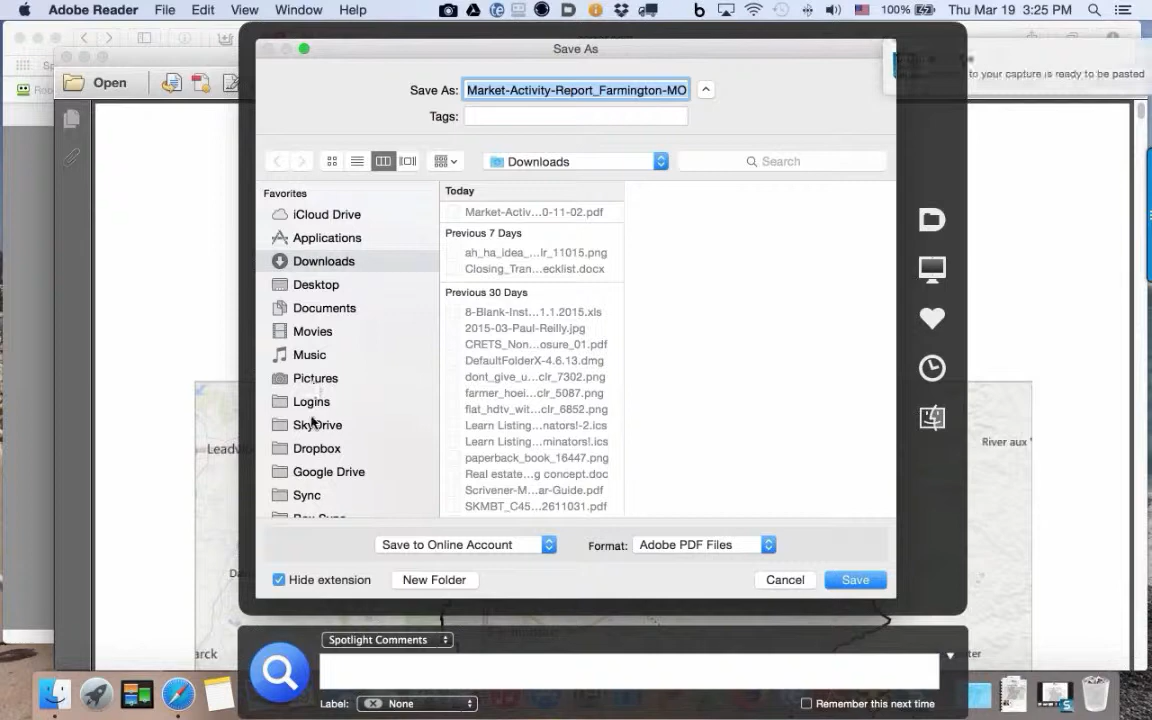 Adobe Reader File Edit View Window Help 100% Thu Mar 19 3:25 PM
Save As
Open
to your capture is ready to be pasted
Save As: Market-Activity-Report_Farmington-MO
Tags:
Downloads
Search
Favorites
iCloud Drive
Applications
Downloads
Desktop
Documents
Movies
Music
Pictures
Logins
SkyDrive
Dropbox
Google Drive
Sync
Box Sync
Today
Market-Activ...0-11-02.pdf
Previous 7 Days
ah_ha_idea_...lr_11015.png
Closing_Tran...ecklist.docx
Previous 30 Days
8-Blank-Inst...1.1.2015.xls
2015-03-Paul-Reilly.jpg
CRETS_Non...osure_01.pdf
DefaultFolderX-4.6.13.dmg
dont_give_u...clr_7302.png
farmer_hoei...clr_5087.png
flat_hdtv_wit...clr_6852.png
Learn Listing...nators!-2.ics
Learn Listing...minators!.ics
paperback_book_16447.png
Real estate...g concept.doc
Scrivener-M...ar-Guide.pdf
SKMBT_C45...2611031.pdf
River aux
Save to Online Account
Format: Adobe PDF Files
Hide extension
New Folder
Cancel
Save
Spotlight Comments
Label: None
Remember this next time